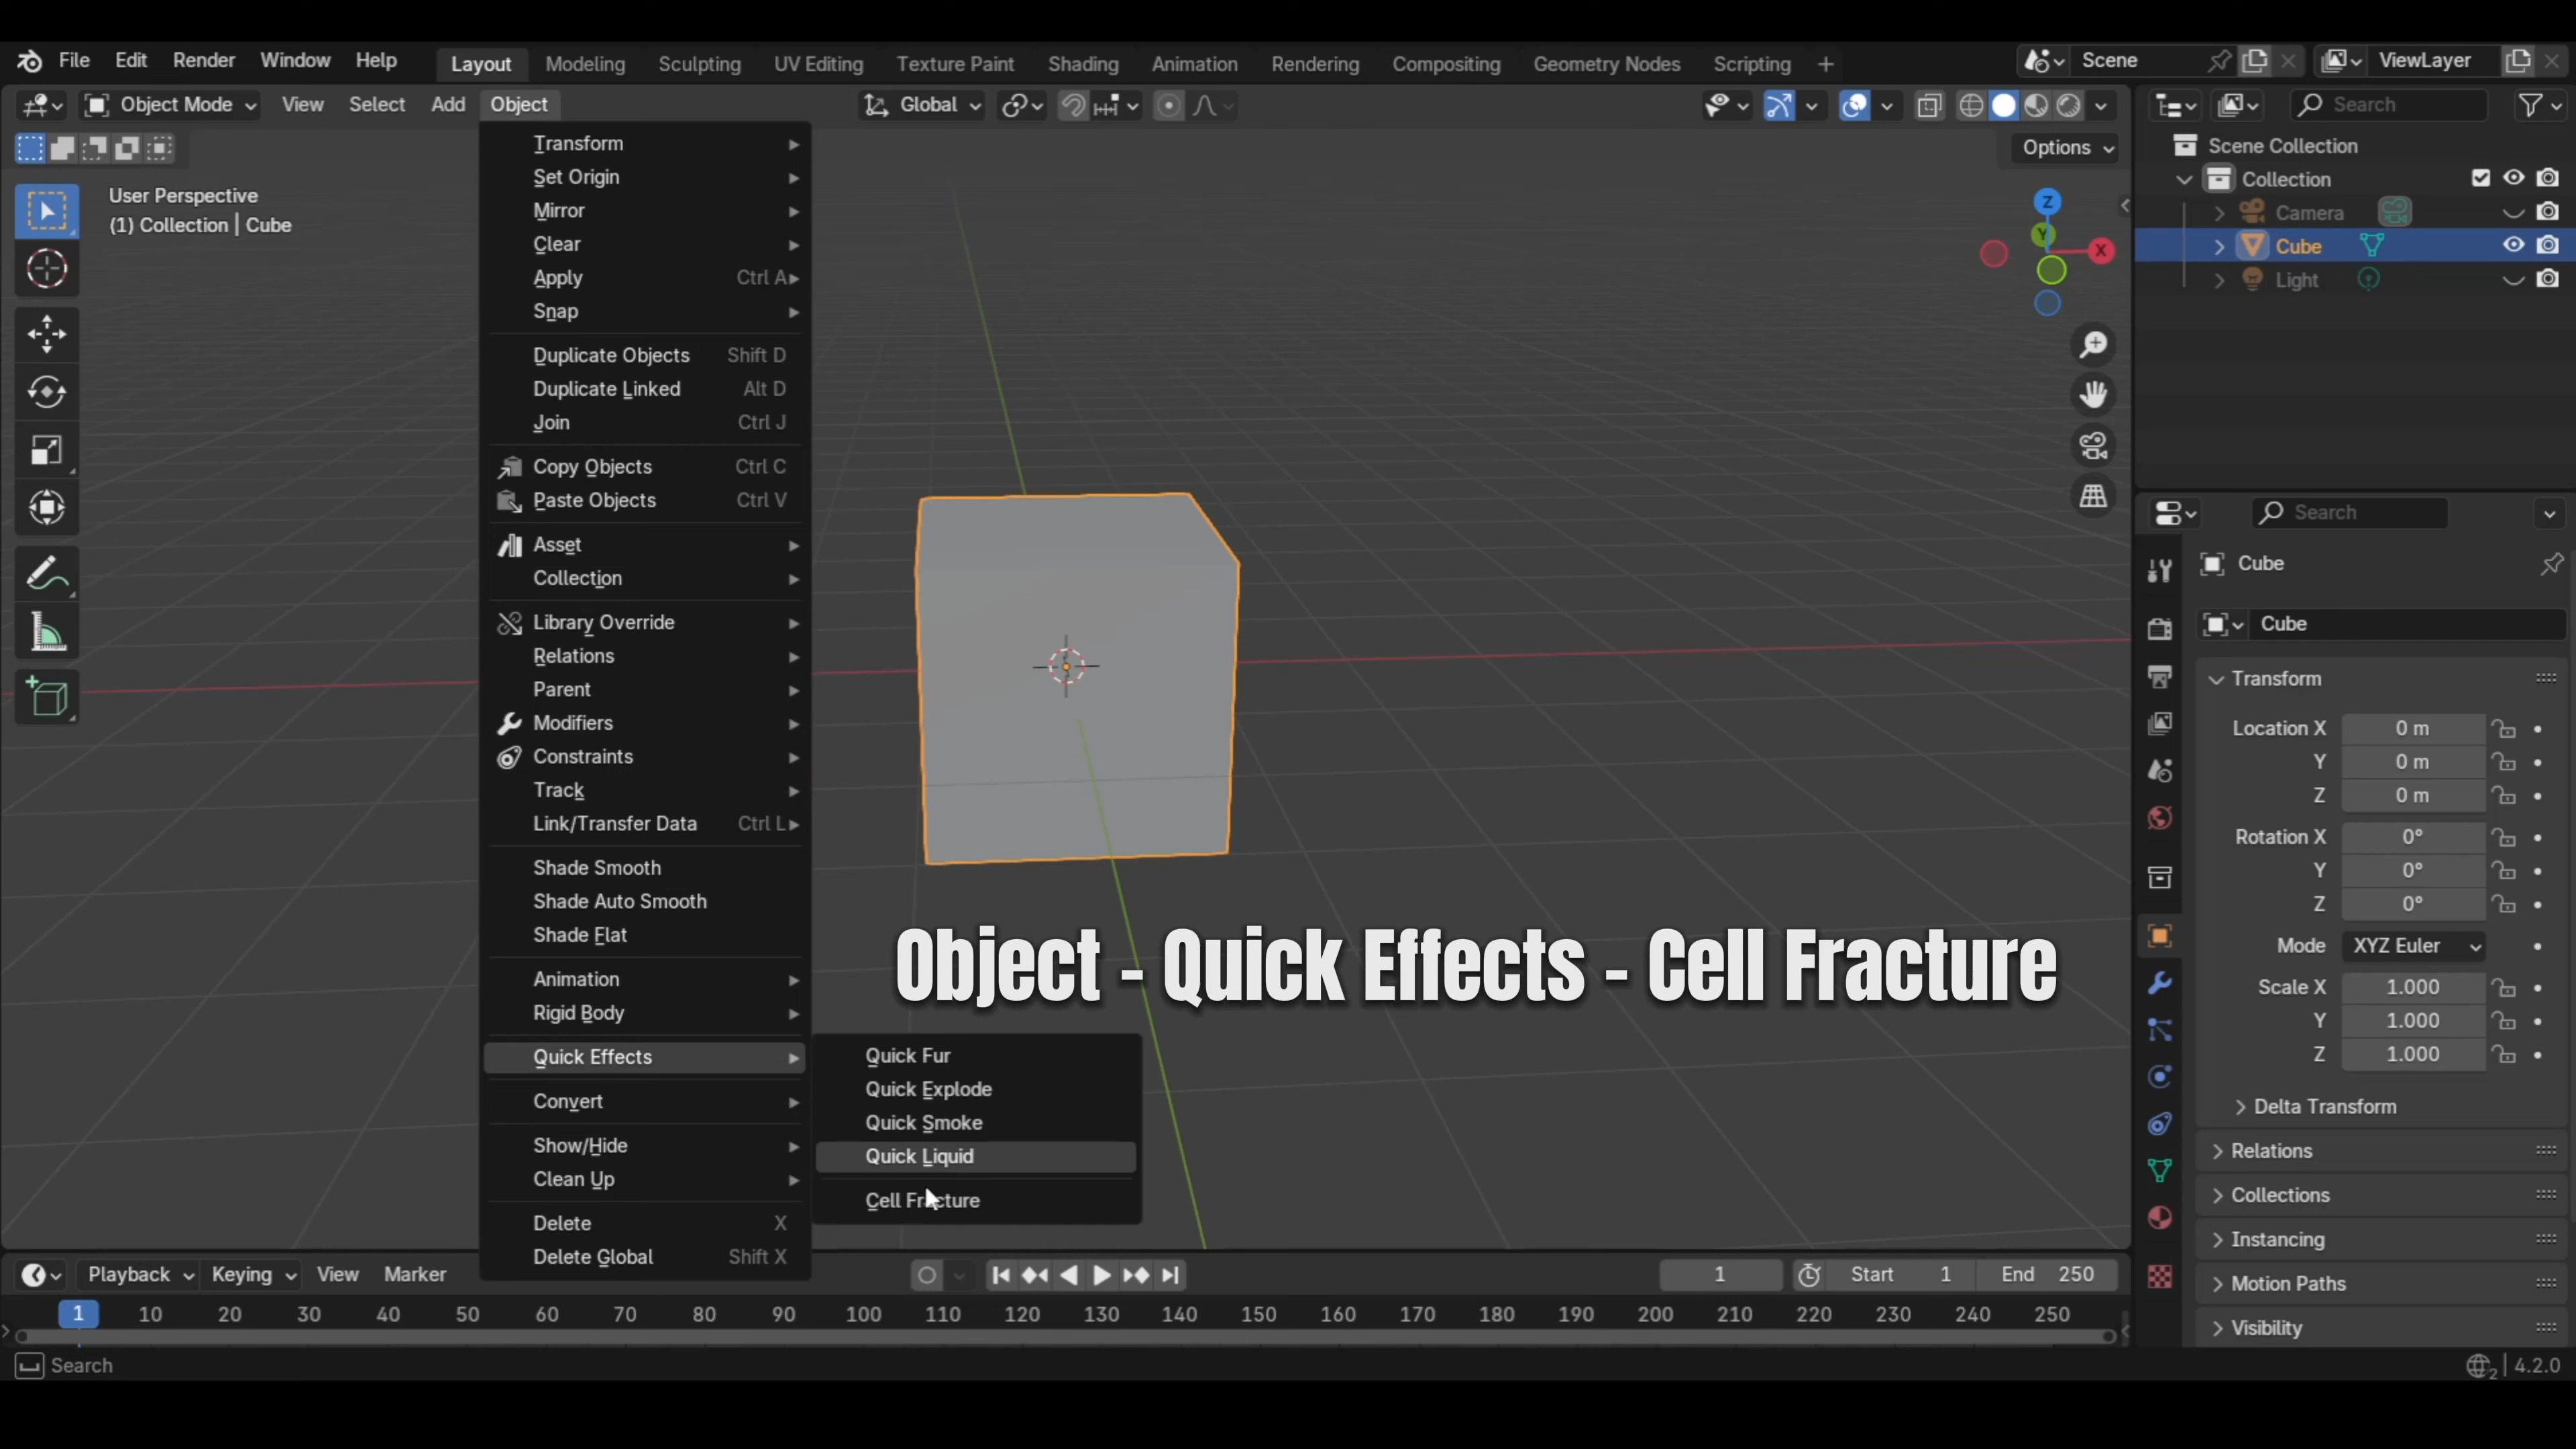 File Edit Render Window Help Layout Modeling Sculpting UV Editing Texture Paint Shading Animation Rendering Compositing Geometry Nodes Scripting + Scene ViewLayer
Object Mode View Select Add Object Global Search
Options
User Perspective
(1) Collection | Cube
Transform
Set Origin
Mirror
Clear
Apply Ctrl A
Snap
Duplicate Objects Shift D
Duplicate Linked Alt D
Join Ctrl J
Copy Objects Ctrl C
Paste Objects Ctrl V
Asset
Collection
Library Override
Relations
Parent
Modifiers
Constraints
Track
Link/Transfer Data Ctrl L
Shade Smooth
Shade Auto Smooth
Shade Flat
Animation
Rigid Body
Quick Effects
Convert
Show/Hide
Clean Up
Delete X
Delete Global Shift X
Quick Fur
Quick Explode
Quick Smoke
Quick Liquid
Cell Fracture
Object - Quick Effects - Cell Fracture
Z
Y
X
Scene Collection
Collection
Camera
Cube
Light
Search
Cube
Cube
Transform
Location X 0 m
Y 0 m
Z 0 m
Rotation X 0°
Y 0°
Z 0°
Mode XYZ Euler
Scale X 1.000
Y 1.000
Z 1.000
Delta Transform
Relations
Collections
Instancing
Motion Paths
Visibility
Playback Keying View Marker 1 Start 1 End 250
1 10 20 30 40 50 60 70 80 90 100 110 120 130 140 150 160 170 180 190 200 210 220 230 240 250
Search 2 4.2.0